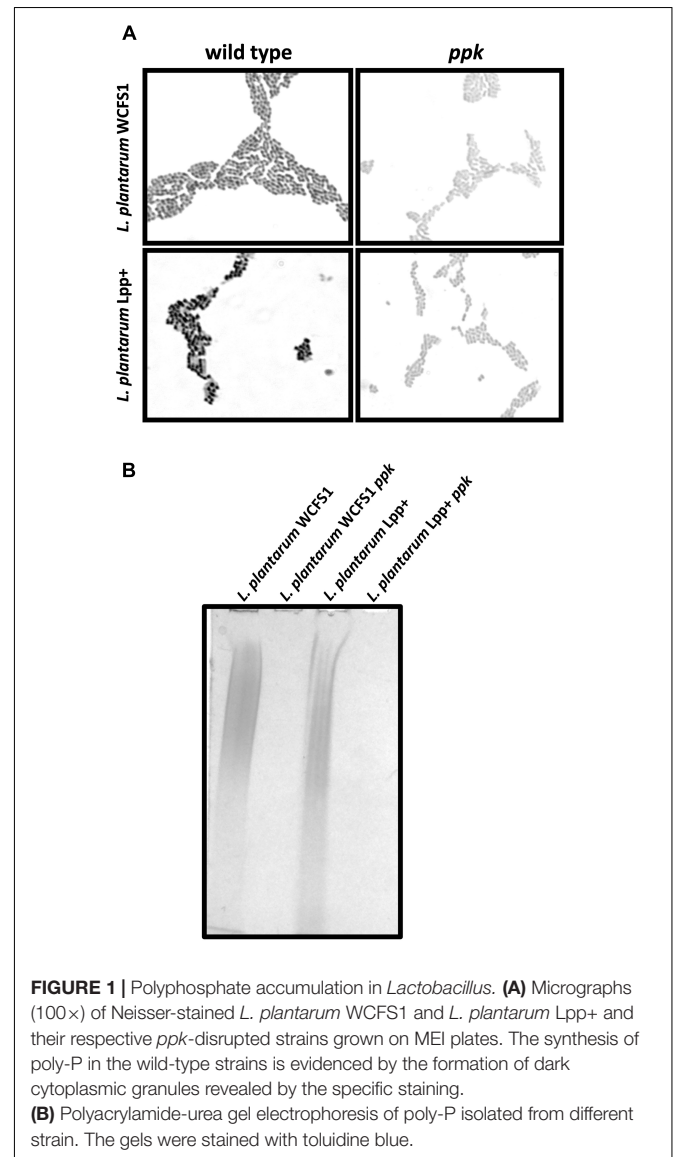 A
wild type
ppk
L. plantarum WCFS1
L. plantarum Lpp+
B
L. plantarum WCFS1
L. plantarum WCFS1 ppk
L. plantarum Lpp+
L. plantarum Lpp+ ppk
FIGURE 1 | Polyphosphate accumulation in Lactobacillus. (A) Micrographs
(100×) of Neisser-stained L. plantarum WCFS1 and L. plantarum Lpp+ and
their respective ppk-disrupted strains grown on MEI plates. The synthesis of
poly-P in the wild-type strains is evidenced by the formation of dark
cytoplasmic granules revealed by the specific staining.
(B) Polyacrylamide-urea gel electrophoresis of poly-P isolated from different
strain. The gels were stained with toluidine blue.